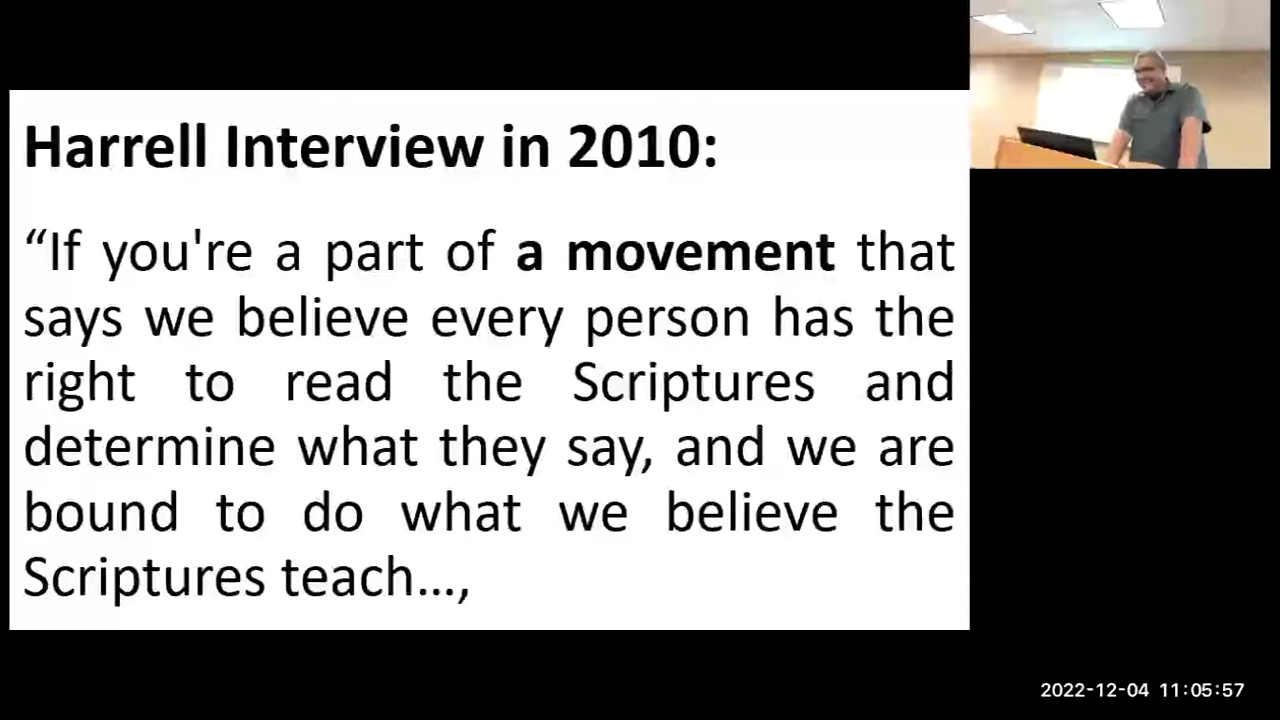 Harrell Interview in 2010:
“If you're a part of a movement that
says we believe every person has the
right to read the Scriptures and
determine what they say, and we are
bound to do what we believe the
Scriptures teach…,
2022-12-04 11:05:57